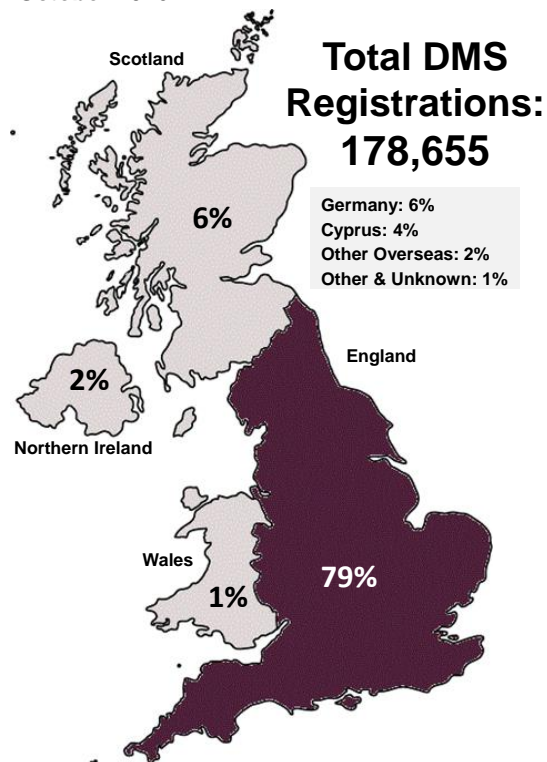 Scotland
Total DMS
Registrations:
178,655
Germany: 6%
Cyprus: 4%
Other Overseas: 2%
Other & Unknown: 1%
6%
England
2%
Northern Ireland
Wales
79%
1%